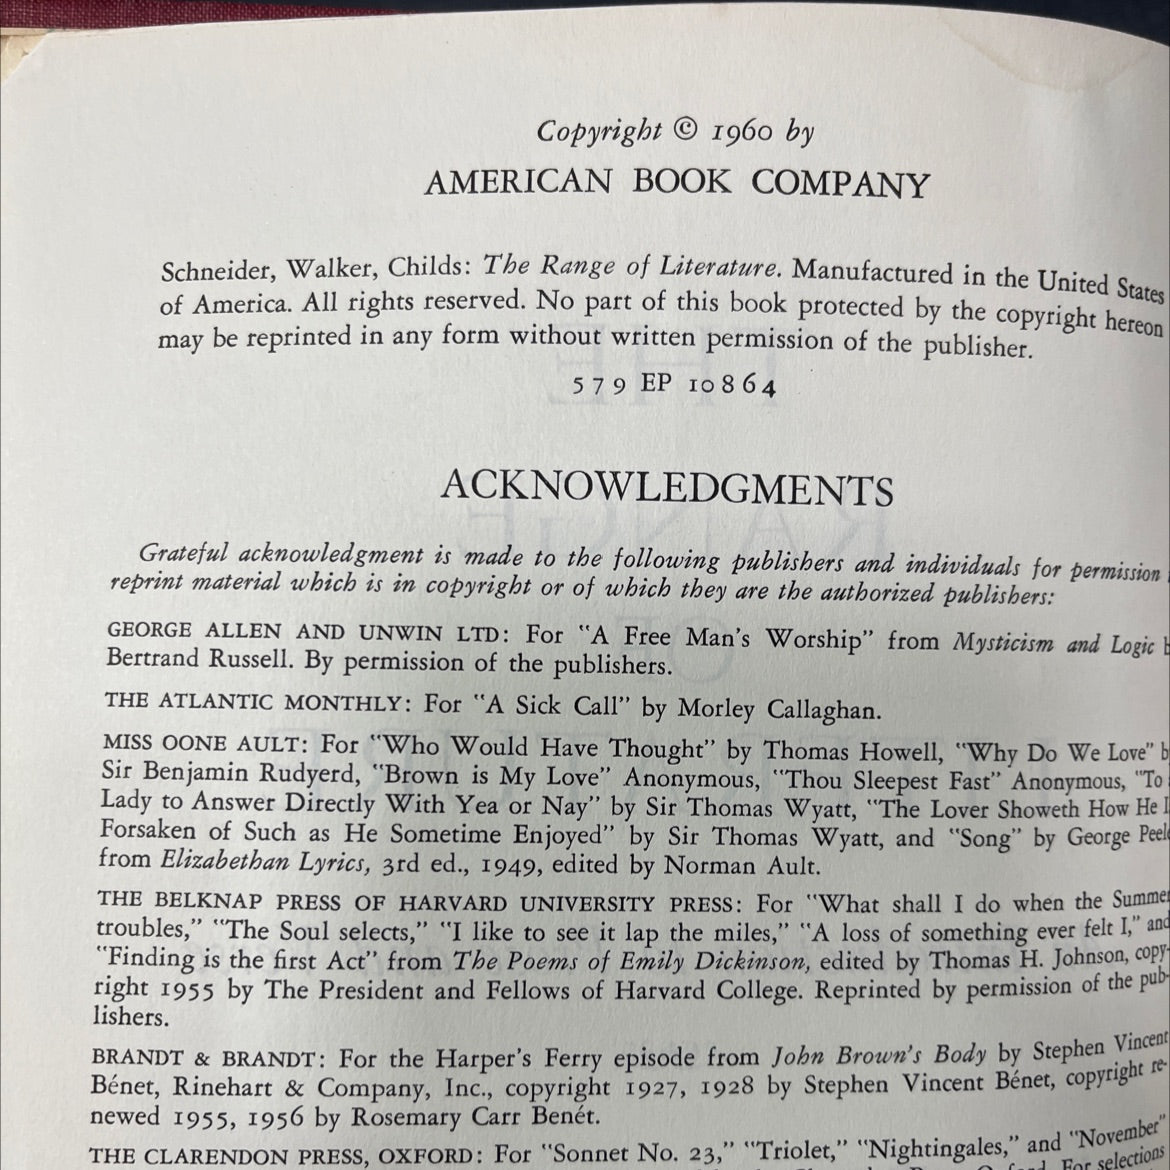 Copyright © 1960 by
AMERICAN BOOK COMPANY
Schneider, Walker, Childs: The Range of Literature. Manufactured in the United States
of America. All rights reserved. No part of this book protected by the copyright hereon
may be reprinted in any form without written permission of the publisher.
5 7 9 EP 10 8 6 4
ACKNOWLEDGMENTS
Grateful acknowledgment is made to the following publishers and individuals for permission
reprint material which is in copyright or of which they are the authorized publishers:
GEORGE ALLEN AND UNWIN LTD: For "A Free Man's Worship" from Mysticism and Logic
Bertrand Russell. By permission of the publishers.
THE ATLANTIC MONTHLY: For "A Sick Call" by Morley Callaghan.
MISS OONE AULT: For "Who Would Have Thought" by Thomas Howell, "Why Do We Love"
Sir Benjamin Rudyerd, "Brown is My Love" Anonymous, "Thou Sleepest Fast" Anonymous, "To
Lady to Answer Directly With Yea or Nay" by Sir Thomas Wyatt, "The Lover Showeth How He
Forsaken of Such as He Sometime Enjoyed" by Sir Thomas Wyatt, and "Song" by George Peele
from Elizabethan Lyrics, 3rd ed., 1949, edited by Norman Ault.
THE BELKNAP PRESS OF HARVARD UNIVERSITY PRESS: For "What shall I do when the Summer
troubles," "The Soul selects," "I like to see it lap the miles," "A loss of something ever felt I," and
"Finding is the first Act" from The Poems of Emily Dickinson, edited by Thomas H. Johnson, copy-
right 1955 by The President and Fellows of Harvard College. Reprinted by permission of the pub-
lishers.
BRANDT & BRANDT: For the Harper's Ferry episode from John Brown's Body by Stephen Vincent
Bénet, Rinehart & Company, Inc., copyright 1927, 1928 by Stephen Vincent Bénet, copyright re-
newed 1955, 1956 by Rosemary Carr Benét.
THE CLARENDON PRESS, OXFORD: For "Sonnet No. 23," "Triolet," "Nightingales," and "November"
Oxford. For selections